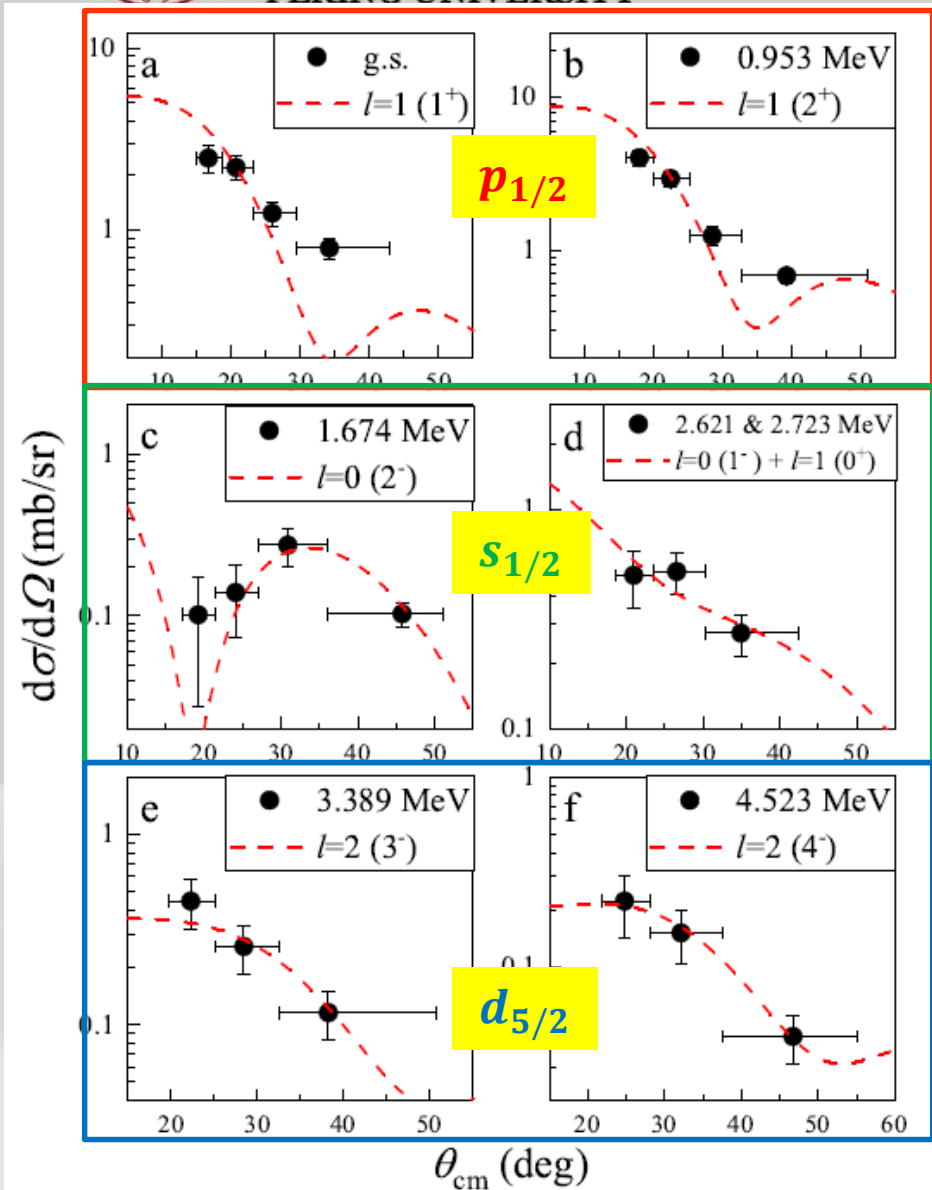 PEKING UNIVERSITY
10
a
g.s.
l=1 (1⁺)
1
10 20 30 40 50
b
0.953 MeV
l=1 (2⁺)
10
1
10 20 30 40 50
p₁/₂
c
1.674 MeV
l=0 (2⁻)
1
0.1
10 20 30 40 50
d
2.621 & 2.723 MeV
l=0 (1⁻) + l=1 (0⁺)
1
0.1
10 20 30 40 50
s₁/₂
dσ/dΩ (mb/sr)
e
3.389 MeV
l=2 (3⁻)
1
0.1
20 30 40 50
f
4.523 MeV
l=2 (4⁻)
1
0.1
20 30 40 50 60
d₅/₂
θcm (deg)